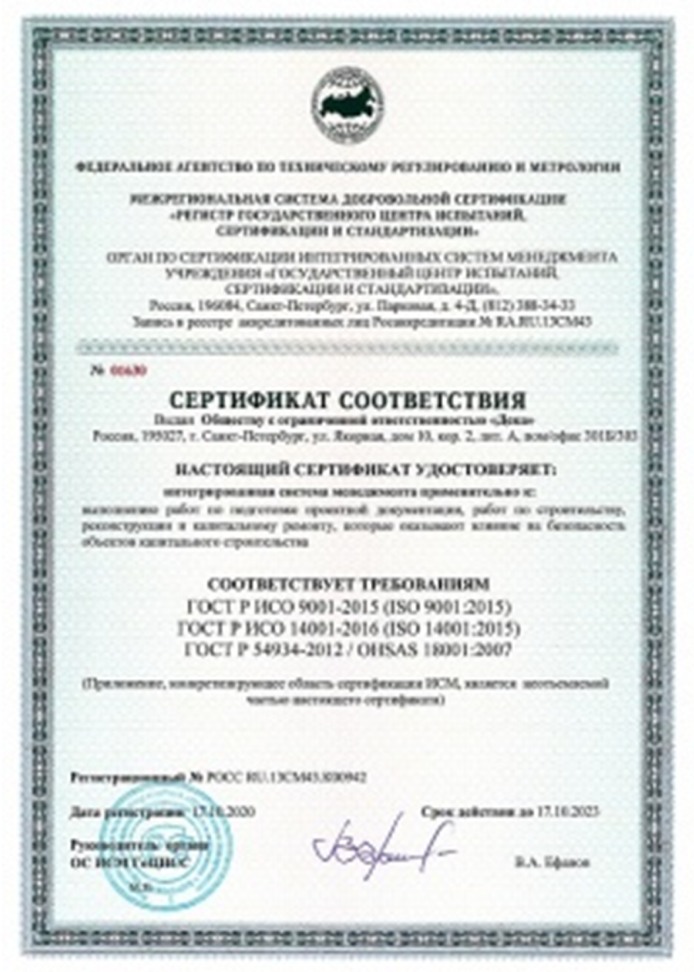 ФЕДЕРАЛЬНОЕ АГЕНТСТВО ПО ТЕХНИЧЕСКОМУ РЕГУЛИРОВАНИЮ И МЕТРОЛОГИИ
МЕЖРЕГИОНАЛЬНАЯ СИСТЕМА ДОБРОВОЛЬНОЙ СЕРТИФИКАЦИИ
«РЕГИСТР ГОСУДАРСТВЕННОГО ЦЕНТРА ИСПЫТАНИЙ,
СЕРТИФИКАЦИИ И СТАНДАРТИЗАЦИИ»
ОРГАН ПО СЕРТИФИКАЦИИ ИНТЕГРИРОВАННЫХ СИСТЕМ МЕНЕДЖМЕНТА
УЧРЕЖДЕНИЯ «ГОСУДАРСТВЕННЫЙ ЦЕНТР ИСПЫТАНИЙ,
СЕРТИФИКАЦИИ И СТАНДАРТИЗАЦИИ»,
Россия, 196084, Санкт-Петербург, ул. Парковая, д. 4-Д, (812) 388-34-33
Запись в реестре аккредитованных лиц Росаккредитации № RA.RU.13СМ43
№ 01630
СЕРТИФИКАТ СООТВЕТСТВИЯ
Выдан Обществу с ограниченной ответственностью «Дека»
Россия, 195027, г. Санкт-Петербург, ул. Якорная, дом 10, кор. 2, лит. А, пом/офис
НАСТОЯЩИЙ СЕРТИФИКАТ УДОСТОВЕРЯЕТ:
интегрированная система менеджмента применительно к:
выполнению работ по подготовке проектной документации, работ по строительству,
реконструкции и капитальному ремонту, которые оказывают влияние на безопасность
объектов капитального строительства
СООТВЕТСТВУЕТ ТРЕБОВАНИЯМ
ГОСТ Р ИСО 9001-2015 (ISO 9001:2015)
ГОСТ Р ИСО 14001-2016 (ISO 14001:2015)
ГОСТ Р 54934-2012 / OHSAS 18001:2007
(Приложение, конкретизирующее область сертификации ИСМ, является неотъемлемой
частью настоящего сертификата)
Регистрационный № РОСС RU.13СМ43.К00942
Дата регистрации 17.10.2020 Срок действия до 17.10.2023
Руководитель органа
ОС ИСМ ГоЦИСС В.А. Ефанов
М.П.